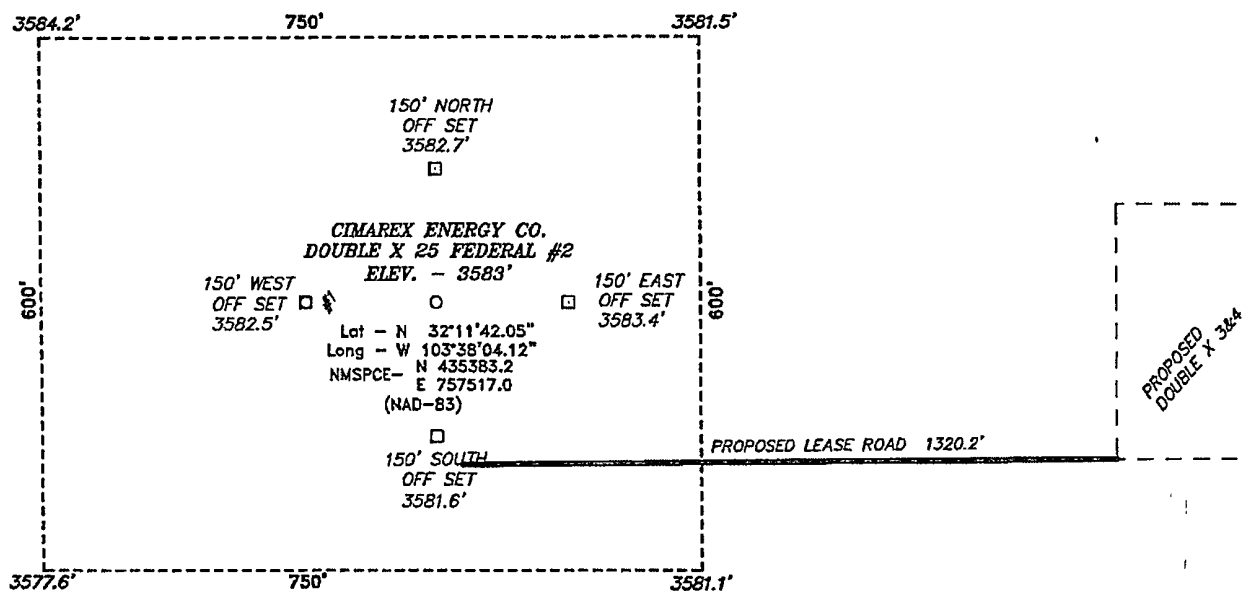 3584.2'
750'
3581.5'
150' NORTH
OFF SET
3582.7'
CIMAREX ENERGY CO.
DOUBLE X 25 FEDERAL #2
ELEV. - 3583'
150' WEST
OFF SET
3582.5'
150' EAST
OFF SET
3583.4'
600'
600'
Lat - N 32°11'42.05"
Long - W 103°38'04.12"
NMSPCE- N 435383.2
E 757517.0
(NAD-83)
PROPOSED
DOUBLE X 3&4
PROPOSED LEASE ROAD 1320.2'
150' SOUTH
OFF SET
3581.6'
3577.6'
750'
3581.1'